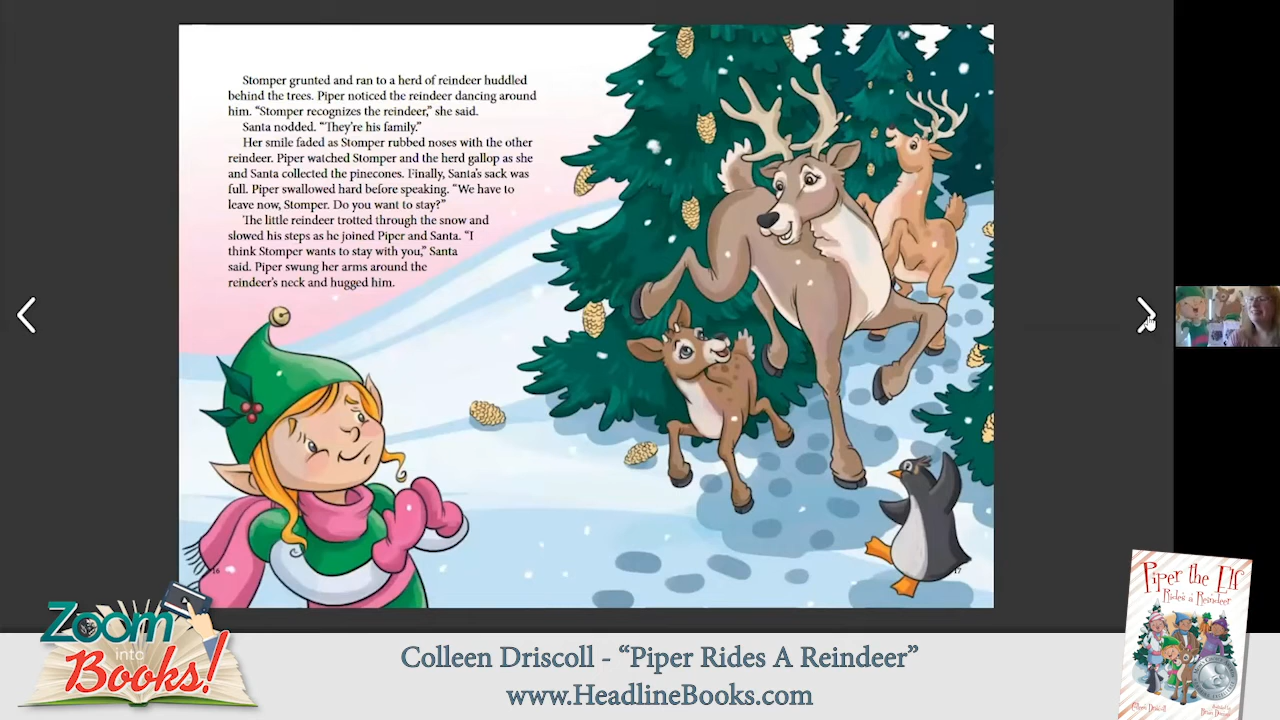 Stomper grunted and ran to a herd of reindeer huddled
behind the trees. Piper noticed the reindeer dancing around
him. “Stomper recognizes the reindeer,” she said.
Santa nodded. “They’re his family.”
Her smile faded as Stomper rubbed noses with the other
reindeer. Piper watched Stomper and the herd gallop as she
and Santa collected the pinecones. Finally, Santa’s sack was
full. Piper swallowed hard before speaking. “We have to
leave now, Stomper. Do you want to stay?”
The little reindeer trotted through the snow and
slowed his steps as he joined Piper and Santa. “I
think Stomper wants to stay with you,” Santa
said. Piper swung her arms around the
reindeer’s neck and hugged him.
16
17
Zoom
into
Books!
Colleen Driscoll - “Piper Rides A Reindeer”
www.HeadlineBooks.com
Piper the Elf
Rides a Reindeer
Colleen Driscoll